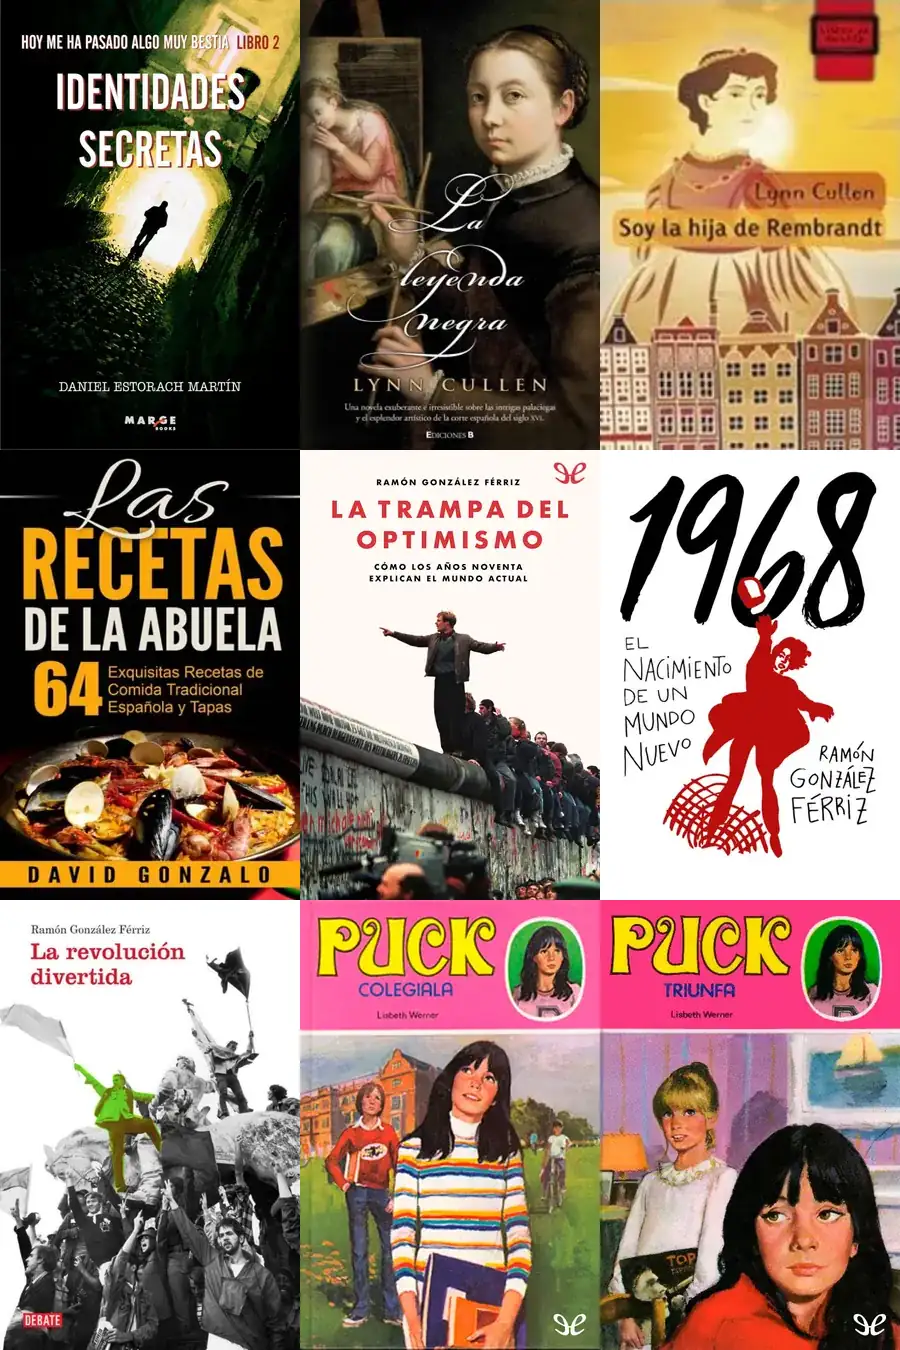 HOY ME HA PASADO ALGO MUY BESTIA LIBRO 2
IDENTIDADES
SECRETAS
DANIEL ESTORACH MARTÍN
MARGE
BOOKS
La
leyenda
negra
LYNN CULLEN
Una novela exuberante e irresistible sobre las intrigas palaciegas
y el esplendor artístico de la corte española del siglo XVI.
EDICIONES B
Lynn Cullen
Soy la hija de Rembrandt
Las
RECETAS
DE LA ABUELA
64
Exquisitas Recetas de
Comida Tradicional
Española y Tapas
DAVID GONZALO
RAMÓN GONZÁLEZ FÉRRIZ
LA TRAMPA DEL
OPTIMISMO
CÓMO LOS AÑOS NOVENTA
EXPLICAN EL MUNDO ACTUAL
1968
EL
NACIMIENTO
DE UN
MUNDO
NUEVO
RAMÓN
GONZÁLEZ
FÉRRIZ
Ramón González Férriz
La revolución
divertida
DEBATE
PUCK
COLEGIALA
Lisbeth Werner
PUCK
TRIUNFA
Lisbeth Werner
TOP